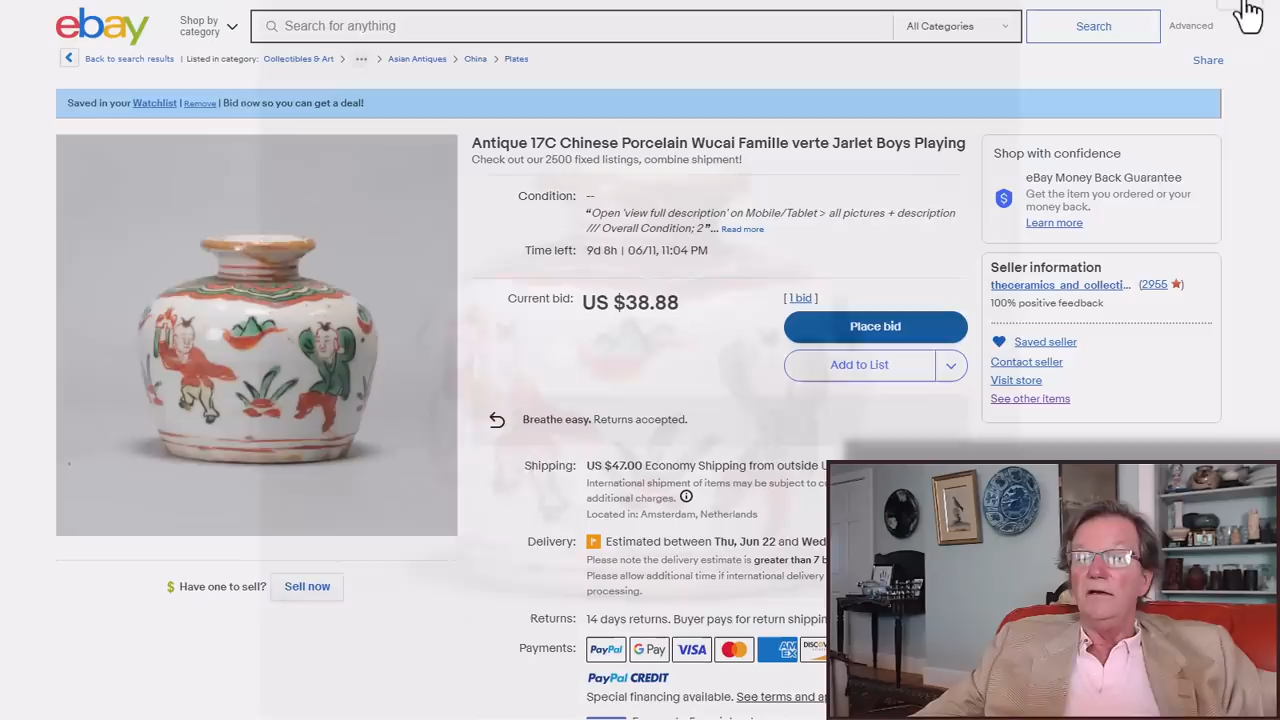 ebay
Shop by
category
Search for anything
All Categories
Search
Advanced
Back to search results | Listed in category: Collectibles & Art > ... > Asian Antiques > China > Plates
Share
Saved in your Watchlist | Remove | Bid now so you can get a deal!
Antique 17C Chinese Porcelain Wucai Famille verte Jarlet Boys Playing
Check out our 2500 fixed listings, combine shipment!
Condition: --
“Open 'view full description' on Mobile/Tablet > all pictures + description
/// Overall Condition; 2”... Read more
Time left: 9d 8h | 06/11, 11:04 PM
Current bid: US $38.88
[ 1 bid ]
Place bid
Add to List
Breathe easy. Returns accepted.
Shipping: US $47.00 Economy Shipping from outside U
International shipment of items may be subject to cu
additional charges.
Located in: Amsterdam, Netherlands
Delivery: Estimated between Thu, Jun 22 and Wed
Please note the delivery estimate is greater than 7 b
Please allow additional time if international delivery
processing.
Returns: 14 days returns. Buyer pays for return shippin
Payments: PayPal G Pay VISA AM EX DISC
PayPal CREDIT
Special financing available. See terms and a
Shop with confidence
eBay Money Back Guarantee
Get the item you ordered or your
money back.
Learn more
Seller information
theceramics_and_collecti... (2955 ★)
100% positive feedback
Saved seller
Contact seller
Visit store
See other items
$ Have one to sell? Sell now